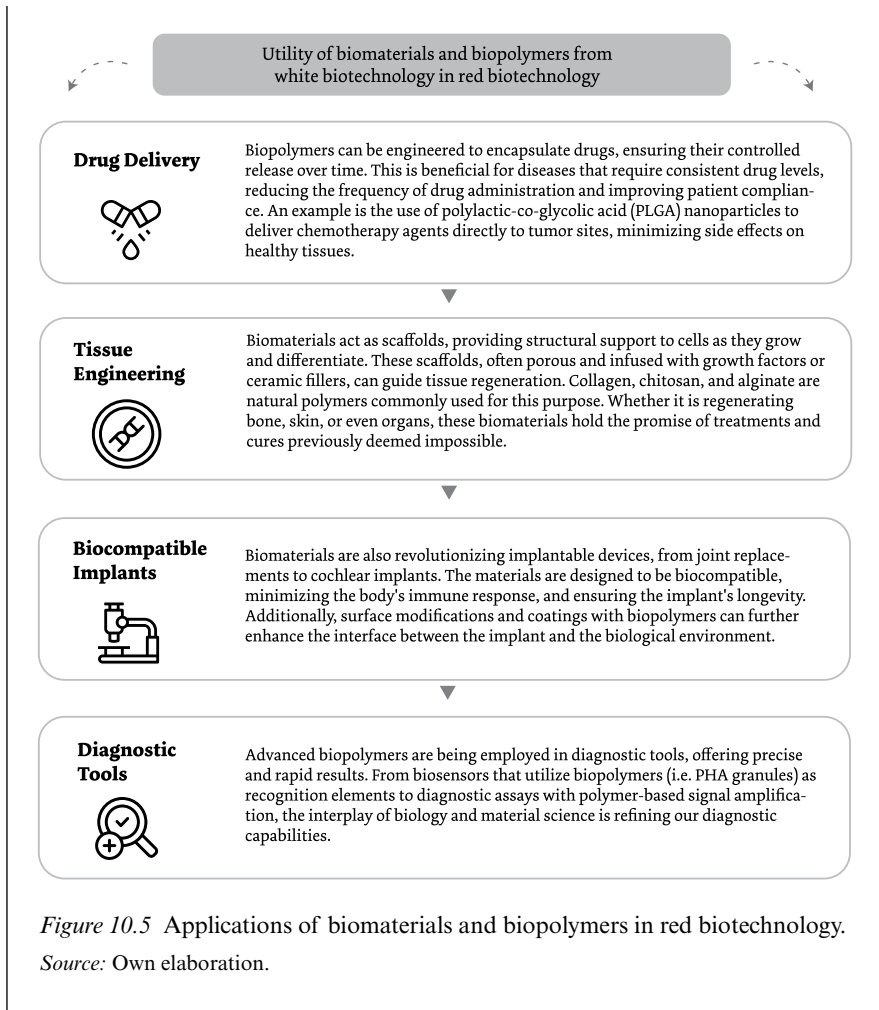 Utility of biomaterials and biopolymers from
white biotechnology in red biotechnology
Drug Delivery
Biopolymers can be engineered to encapsulate drugs, ensuring their controlled
release over time. This is beneficial for diseases that require consistent drug levels,
reducing the frequency of drug administration and improving patient complian-
ce. An example is the use of polylactic-co-glycolic acid (PLGA) nanoparticles to
deliver chemotherapy agents directly to tumor sites, minimizing side effects on
healthy tissues.
Tissue
Engineering
Biomaterials act as scaffolds, providing structural support to cells as they grow
and differentiate. These scaffolds, often porous and infused with growth factors or
ceramic fillers, can guide tissue regeneration. Collagen, chitosan, and alginate are
natural polymers commonly used for this purpose. Whether it is regenerating
bone, skin, or even organs, these biomaterials hold the promise of treatments and
cures previously deemed impossible.
Biocompatible
Implants
Biomaterials are also revolutionizing implantable devices, from joint replace-
ments to cochlear implants. The materials are designed to be biocompatible,
minimizing the body's immune response, and ensuring the implant's longevity.
Additionally, surface modifications and coatings with biopolymers can further
enhance the interface between the implant and the biological environment.
Diagnostic
Tools
Advanced biopolymers are being employed in diagnostic tools, offering precise
and rapid results. From biosensors that utilize biopolymers (i.e. PHA granules) as
recognition elements to diagnostic assays with polymer-based signal amplifica-
tion, the interplay of biology and material science is refining our diagnostic
capabilities.
Figure 10.5 Applications of biomaterials and biopolymers in red biotechnology.
Source: Own elaboration.